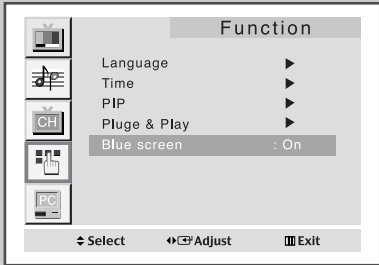 Function
Language ▶
Time ▶
PIP ▶
Pluge & Play ▶
Blue screen : On
CH
PC
Select Adjust Exit